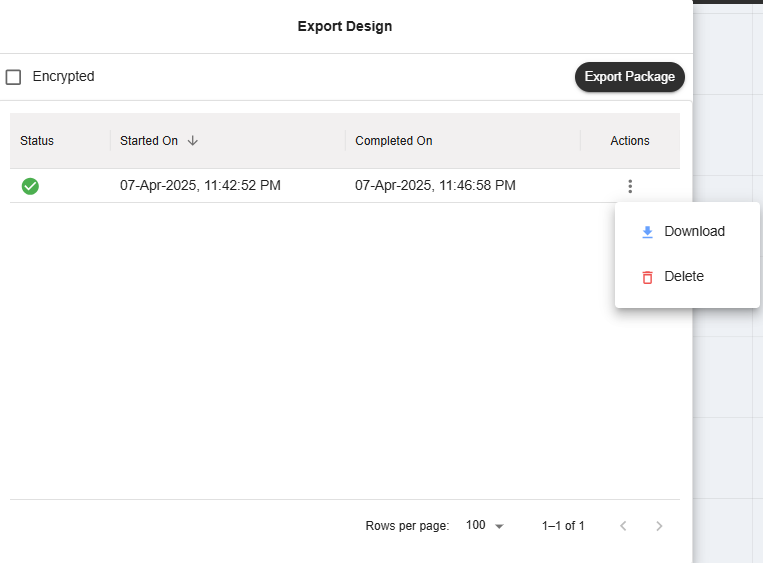 Export Design
Encrypted
Export Package
Status Started On Completed On Actions
07-Apr-2025, 11:42:52 PM 07-Apr-2025, 11:46:58 PM
Download
Delete
Rows per page: 100 1–1 of 1